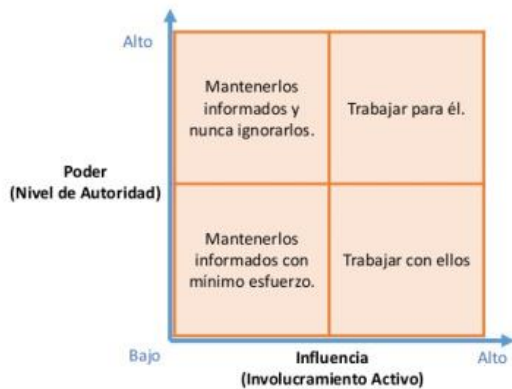 Alto
Mantenerlos
informados y
nunca ignorarlos.
Trabajar para él.
Poder
(Nivel de Autoridad)
Mantenerlos
informados con
mínimo esfuerzo.
Trabajar con ellos
Bajo
Influencia
(Involucramiento Activo)
Alto